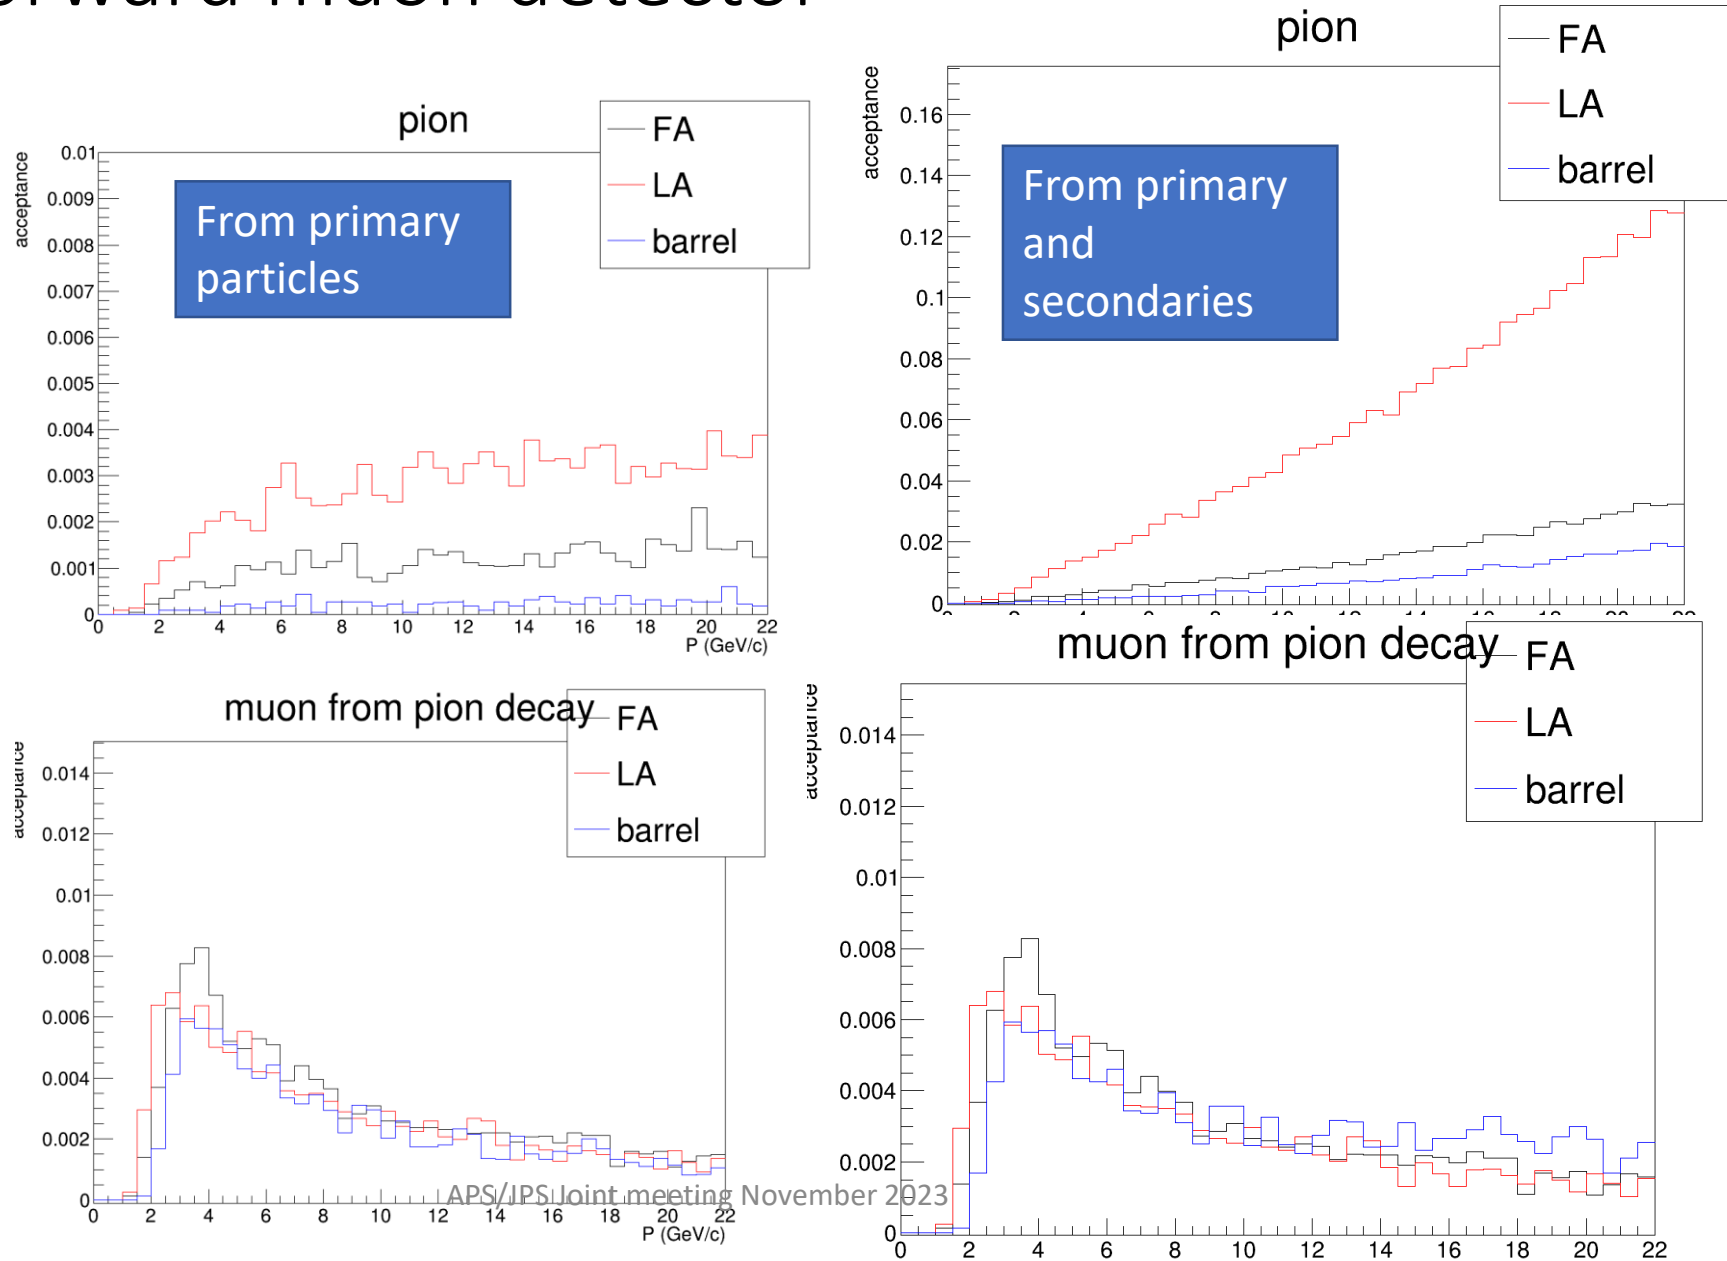 forward muon detector
pion
FA
LA
barrel
From primary
particles
acceptance
0.01
0.009
0.008
0.007
0.006
0.005
0.004
0.003
0.002
0.001
0
0 2 4 6 8 10 12 14 16 18 20 22
P (GeV/c)
pion
FA
LA
barrel
From primary
and
secondaries
acceptance
0.16
0.14
0.12
0.1
0.08
0.06
0.04
0.02
0
muon from pion decay
FA
LA
barrel
acceptance
0.014
0.012
0.01
0.008
0.006
0.004
0.002
0
0 2 4 6 8 10 12 14 16 18 20 22
P (GeV/c)
muon from pion decay
FA
LA
barrel
acceptance
0.014
0.012
0.01
0.008
0.006
0.004
0.002
0
0 2 4 6 8 10 12 14 16 18 20 22
APS/JPS Joint meeting November 2023